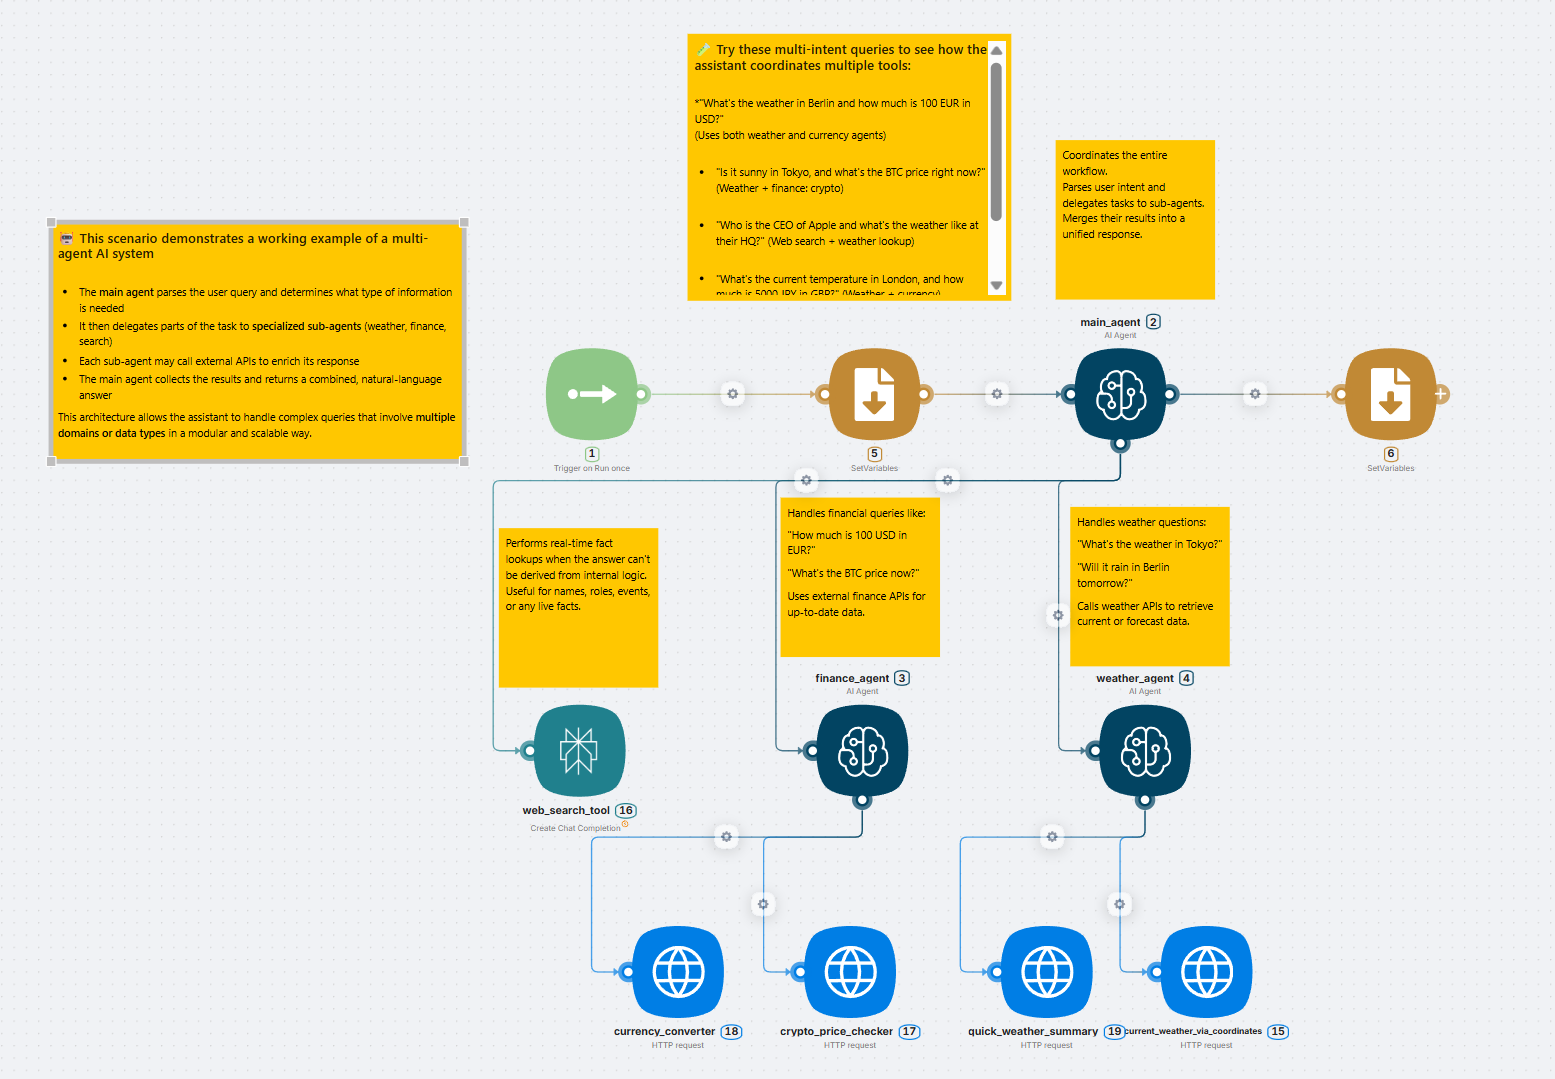 Try these multi-intent queries to see how the
assistant coordinates multiple tools:
*"What's the weather in Berlin and how much is 100 EUR in
USD?"
(Uses both weather and currency agents)
"Is it sunny in Tokyo, and what's the BTC price right now?"
(Weather + finance: crypto)
"Who is the CEO of Apple and what's the weather like at
their HQ?" (Web search + weather lookup)
"What's the current temperature in London, and how
much is 5000 JPY in GBP?" (Weather + currency)
Coordinates the entire
workflow.
Parses user intent and
delegates tasks to sub-agents.
Merges their results into a
unified response.
This scenario demonstrates a working example of a multi-
agent AI system
The main agent parses the user query and determines what type of information
is needed
It then delegates parts of the task to specialized sub-agents (weather, finance,
search)
Each sub-agent may call external APIs to enrich its response
The main agent collects the results and returns a combined, natural-language
answer
This architecture allows the assistant to handle complex queries that involve multiple
domains or data types in a modular and scalable way.
main_agent 2
AI Agent
1
Trigger on Run once
5
SetVariables
6
SetVariables
Performs real-time fact
lookups when the answer can't
be derived from internal logic.
Useful for names, roles, events,
or any live facts.
Handles financial queries like:
"How much is 100 USD in
EUR?"
"What's the BTC price now?"
Uses external finance APIs for
up-to-date data.
Handles weather questions:
"What's the weather in Tokyo?"
"Will it rain in Berlin
tomorrow?"
Calls weather APIs to retrieve
current or forecast data.
finance_agent 3
AI Agent
weather_agent 4
AI Agent
web_search_tool 16
Create Chat Completion
currency_converter 18
HTTP request
crypto_price_checker 17
HTTP request
quick_weather_summary 19
HTTP request
current_weather_via_coordinates 15
HTTP request